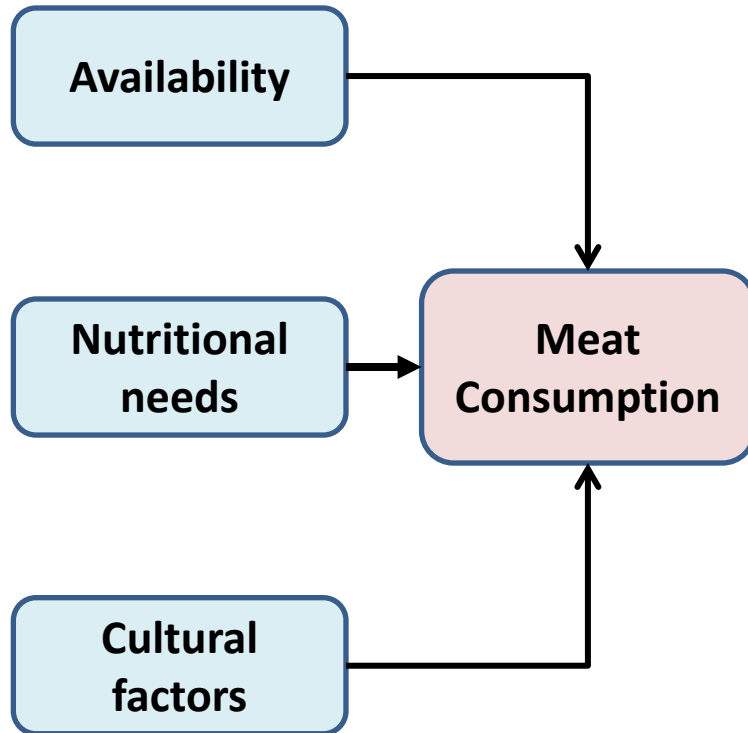 Availability
Nutritional
needs
Meat
Consumption
Cultural
factors